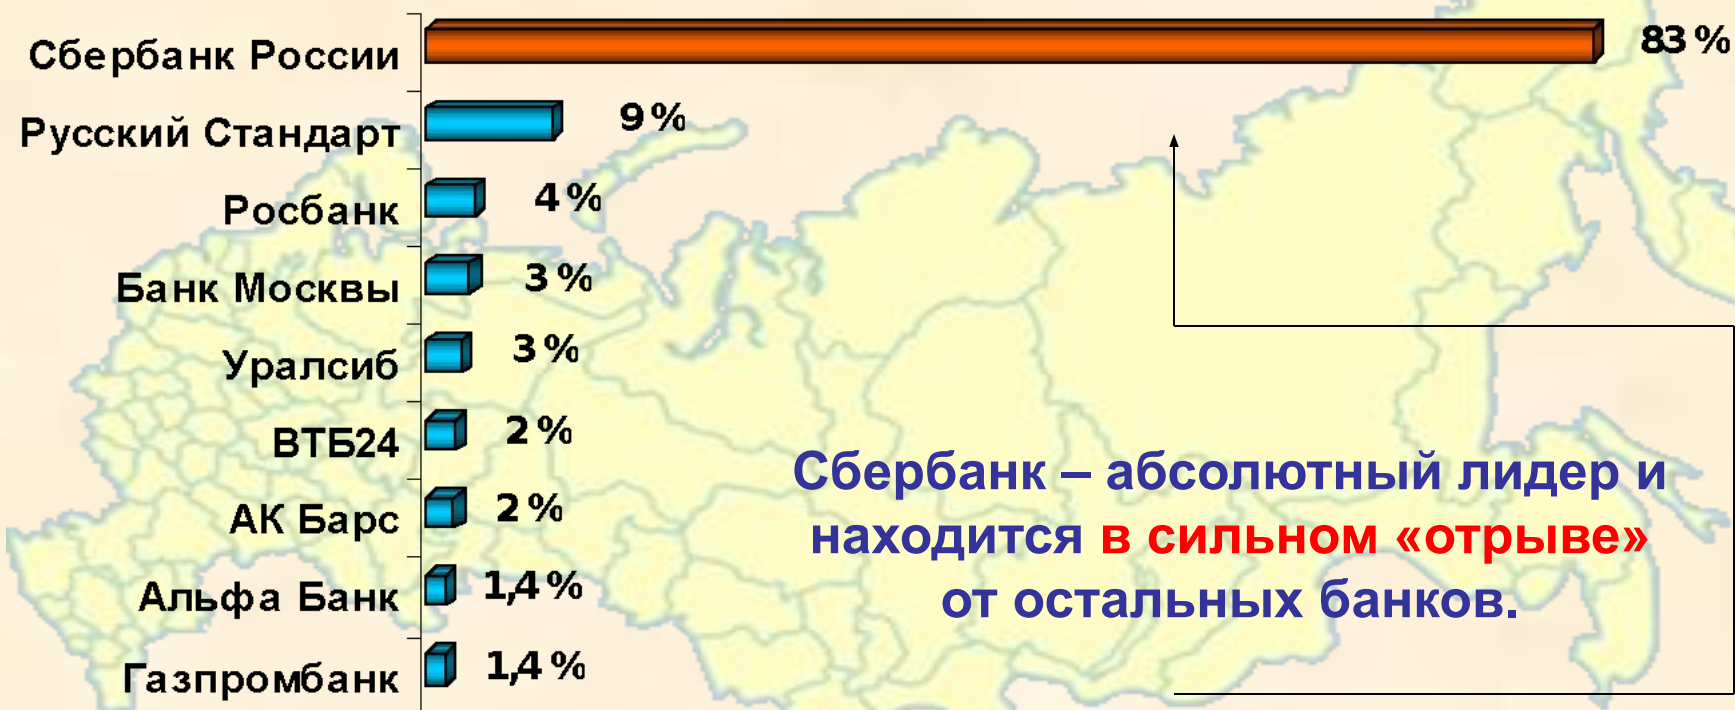 Сбербанк России 83 %
Русский Стандарт 9 %
Росбанк 4 %
Банк Москвы 3 %
Уралсиб 3 %
ВТБ24 2 %
АК Барс 2 %
Альфа Банк 1,4 %
Газпромбанк 1,4 %
Сбербанк – абсолютный лидер и
находится в сильном «отрыве»
от остальных банков.